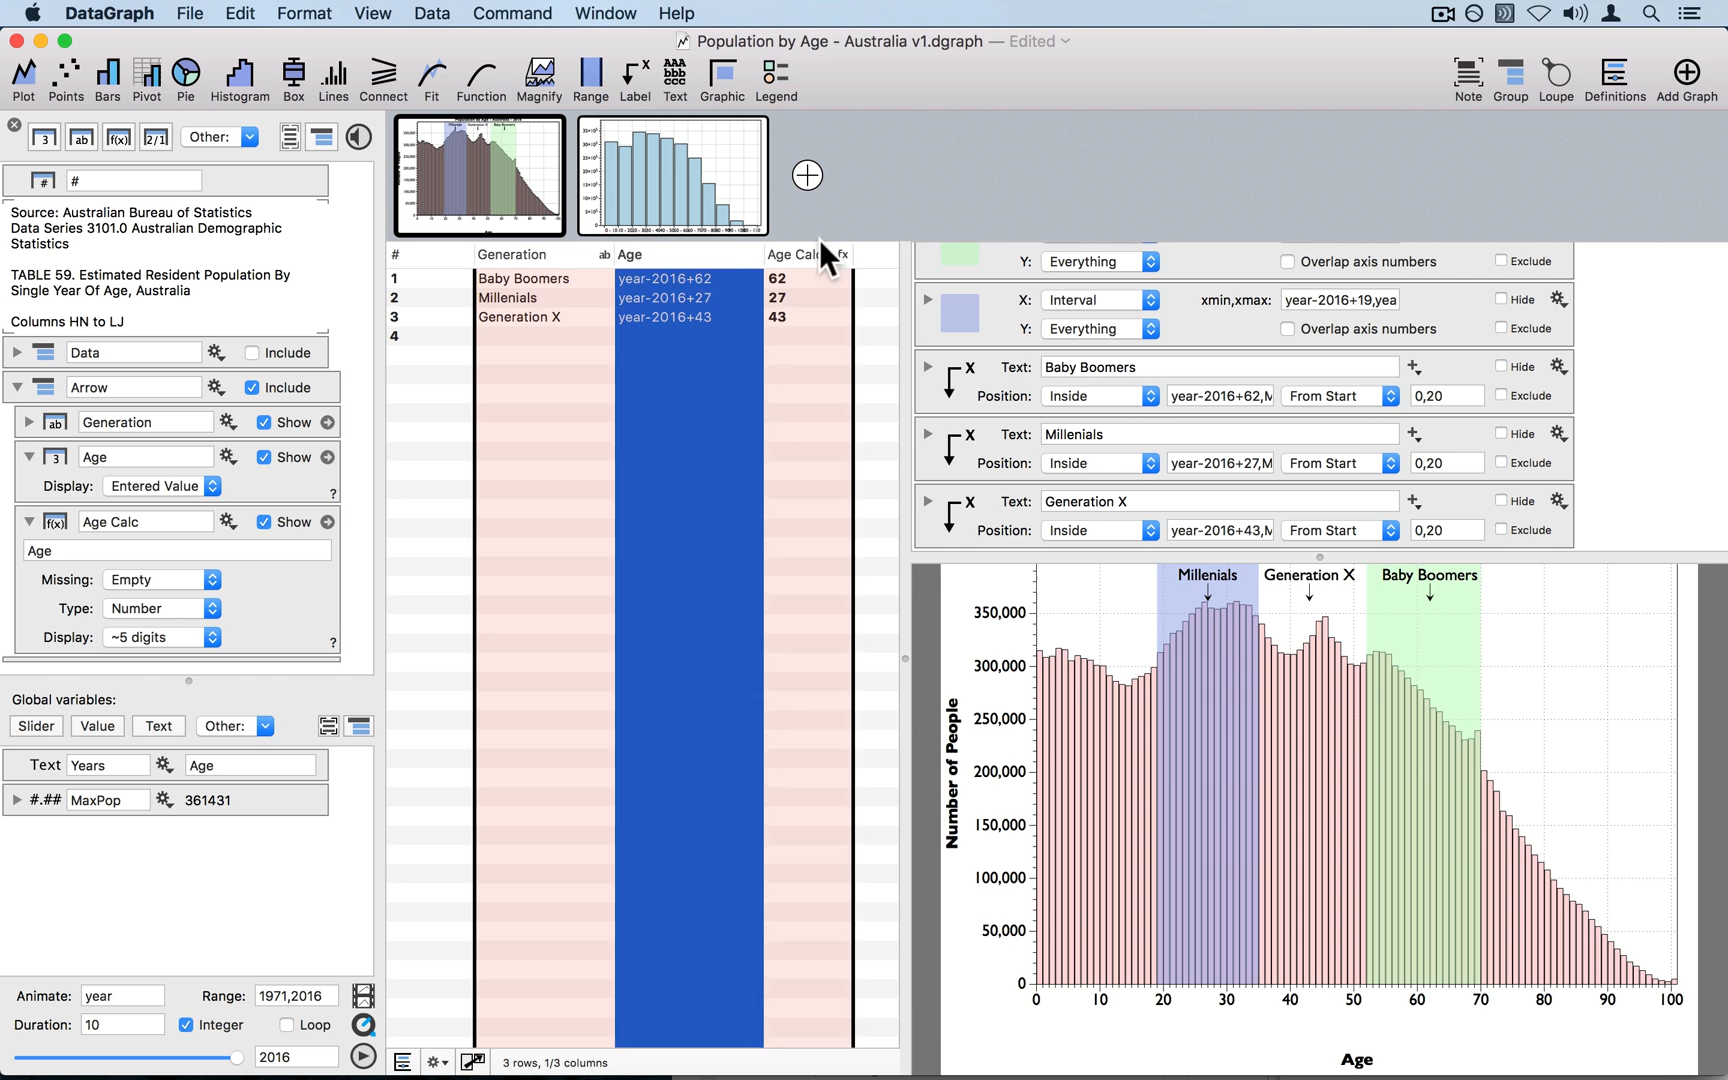 DataGraph File Edit Format View Data Command Window Help
Population by Age - Australia v1.dgraph — Edited
Plot Points Bars Pivot Pie Histogram Box Lines Connect Fit Function Magnify Range Label Text Graphic Legend Note Group Loupe Definitions Add Graph
3 ab f(x) 2/1 Other:
# #
Source: Australian Bureau of Statistics
Data Series 3101.0 Australian Demographic
Statistics
TABLE 59. Estimated Resident Population By
Single Year Of Age, Australia
Columns HN to LJ
Data Include
Arrow Include
ab Generation Show
3 Age Show
Display: Entered Value ?
f(x) Age Calc Show
Age
Missing: Empty
Type: Number
Display: ~5 digits ?
Global variables:
Slider Value Text Other:
Text Years Age
#.## MaxPop 361431
Animate: year Range: 1971,2016
Duration: 10 Integer Loop
2016
# Generation ab Age Age Calc fx
1 Baby Boomers year-2016+62 62
2 Millenials year-2016+27 27
3 Generation X year-2016+43 43
4
3 rows, 1/3 columns
Y: Everything Overlap axis numbers Exclude
X: Interval xmin,xmax: year-2016+19,yea Hide
Y: Everything Overlap axis numbers Exclude
X Text: Baby Boomers Hide
Position: Inside year-2016+62,M From Start 0,20 Exclude
X Text: Millenials Hide
Position: Inside year-2016+27,M From Start 0,20 Exclude
X Text: Generation X Hide
Position: Inside year-2016+43,M From Start 0,20 Exclude
Millenials Generation X Baby Boomers
350,000
300,000
250,000
200,000
150,000
100,000
50,000
0
Number of People
0 10 20 30 40 50 60 70 80 90 100
Age